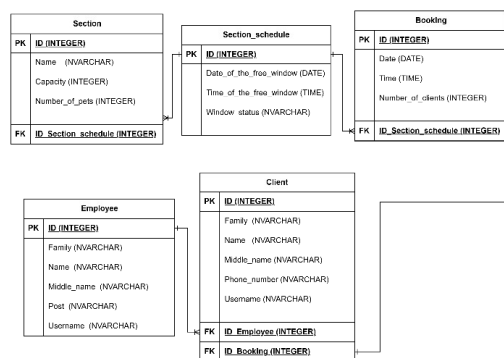 Section
PK ID (INTEGER)
Name (NVARCHAR)
Capacity (INTEGER)
Number_of_pets (INTEGER)
FK ID_Section_schedule (INTEGER)
Section_schedule
PK ID (INTEGER)
Date_of_the_free_window (DATE)
Time_of_the_free_window (TIME)
Window_status (NVARCHAR)
Booking
PK ID (INTEGER)
Date (DATE)
Time (TIME)
Number_of_clients (INTEGER)
FK ID_Section_schedule (INTEGER)
Employee
PK ID (INTEGER)
Family (NVARCHAR)
Name (NVARCHAR)
Middle_name (NVARCHAR)
Post (NVARCHAR)
Username (NVARCHAR)
Client
PK ID (INTEGER)
Family (NVARCHAR)
Name (NVARCHAR)
Middle_name (NVARCHAR)
Phone_number (NVARCHAR)
Username (NVARCHAR)
FK ID_Employee (INTEGER)
FK ID_Booking (INTEGER)